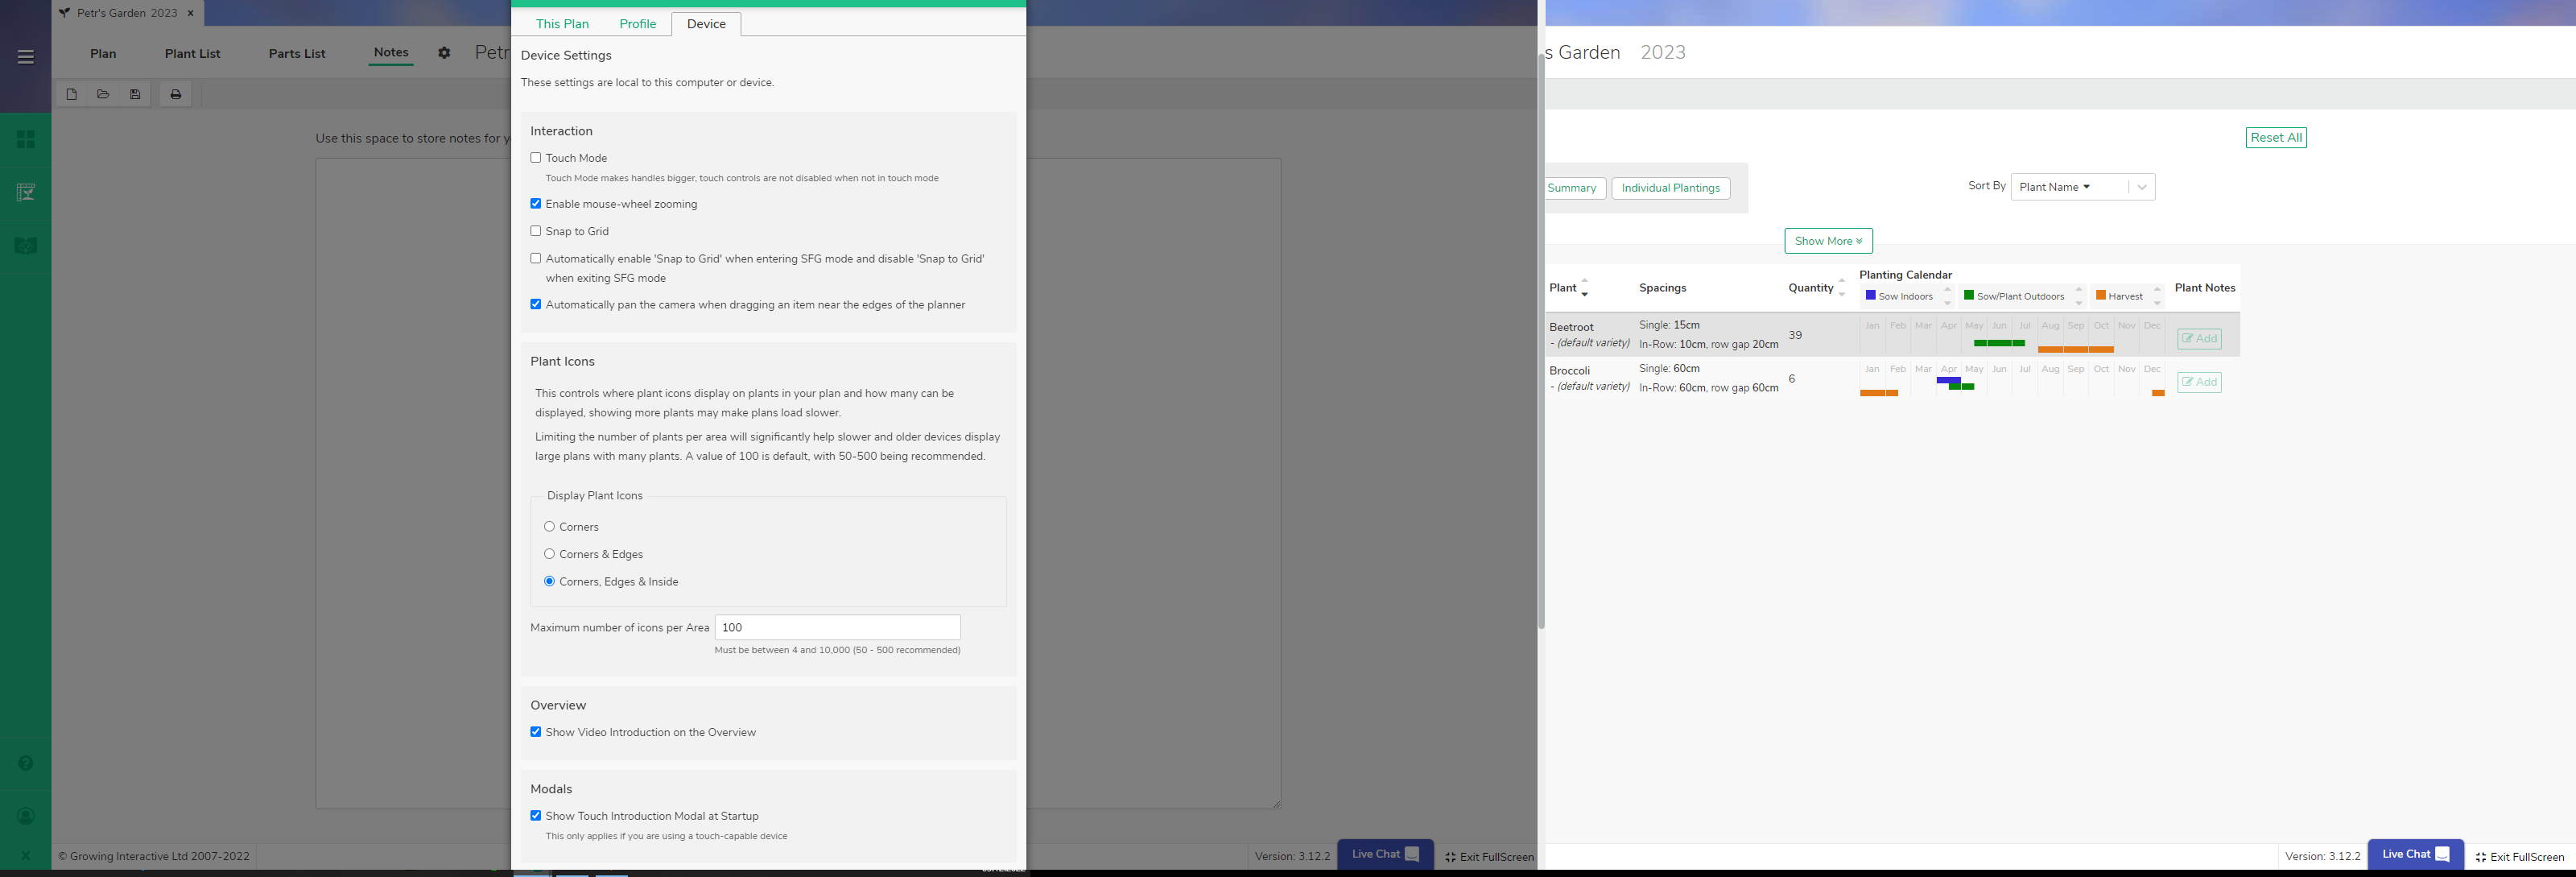 Petr's Garden 2023 x
Plan
Plant List
Parts List
Notes
Petr
Use this space to store notes for y
© Growing Interactive Ltd 2007-2022
Version: 3.12.2
Live Chat
Exit FullScreen
This Plan
Profile
Device
Device Settings
These settings are local to this computer or device.
Interaction
Touch Mode
Touch Mode makes handles bigger, touch controls are not disabled when not in touch mode
Enable mouse-wheel zooming
Snap to Grid
Automatically enable 'Snap to Grid' when entering SFG mode and disable 'Snap to Grid'
when exiting SFG mode
Automatically pan the camera when dragging an item near the edges of the planner
Plant Icons
This controls where plant icons display on plants in your plan and how many can be
displayed, showing more plants may make plans load slower.
Limiting the number of plants per area will significantly help slower and older devices display
large plans with many plants. A value of 100 is default, with 50-500 being recommended.
Display Plant Icons
Corners
Corners & Edges
Corners, Edges & Inside
Maximum number of icons per Area 100
Must be between 4 and 10,000 (50 - 500 recommended)
Overview
Show Video Introduction on the Overview
Modals
Show Touch Introduction Modal at Startup
This only applies if you are using a touch-capable device
s Garden 2023
Reset All
Summary
Individual Plantings
Sort By Plant Name
Show More
Plant
Spacings
Quantity
Planting Calendar
Sow Indoors
Sow/Plant Outdoors
Harvest
Plant Notes
Beetroot
- (default variety)
Single: 15cm
In-Row: 10cm, row gap 20cm
39
Jan Feb Mar Apr May Jun Jul Aug Sep Oct Nov Dec
Add
Broccoli
- (default variety)
Single: 60cm
In-Row: 60cm, row gap 60cm
6
Jan Feb Mar Apr May Jun Jul Aug Sep Oct Nov Dec
Add
Version: 3.12.2
Live Chat
Exit FullScreen